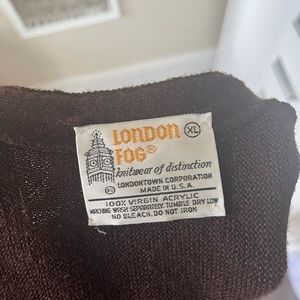 LONDON
FOG®
XL
knitwear of distinction
LONDONTOWN CORPORATION
MADE IN U.S.A.
100% VIRGIN ACRYLIC
MACHINE WASH SEPARATELY. TUMBLE DRY LOW
NO BLEACH. DO NOT IRON